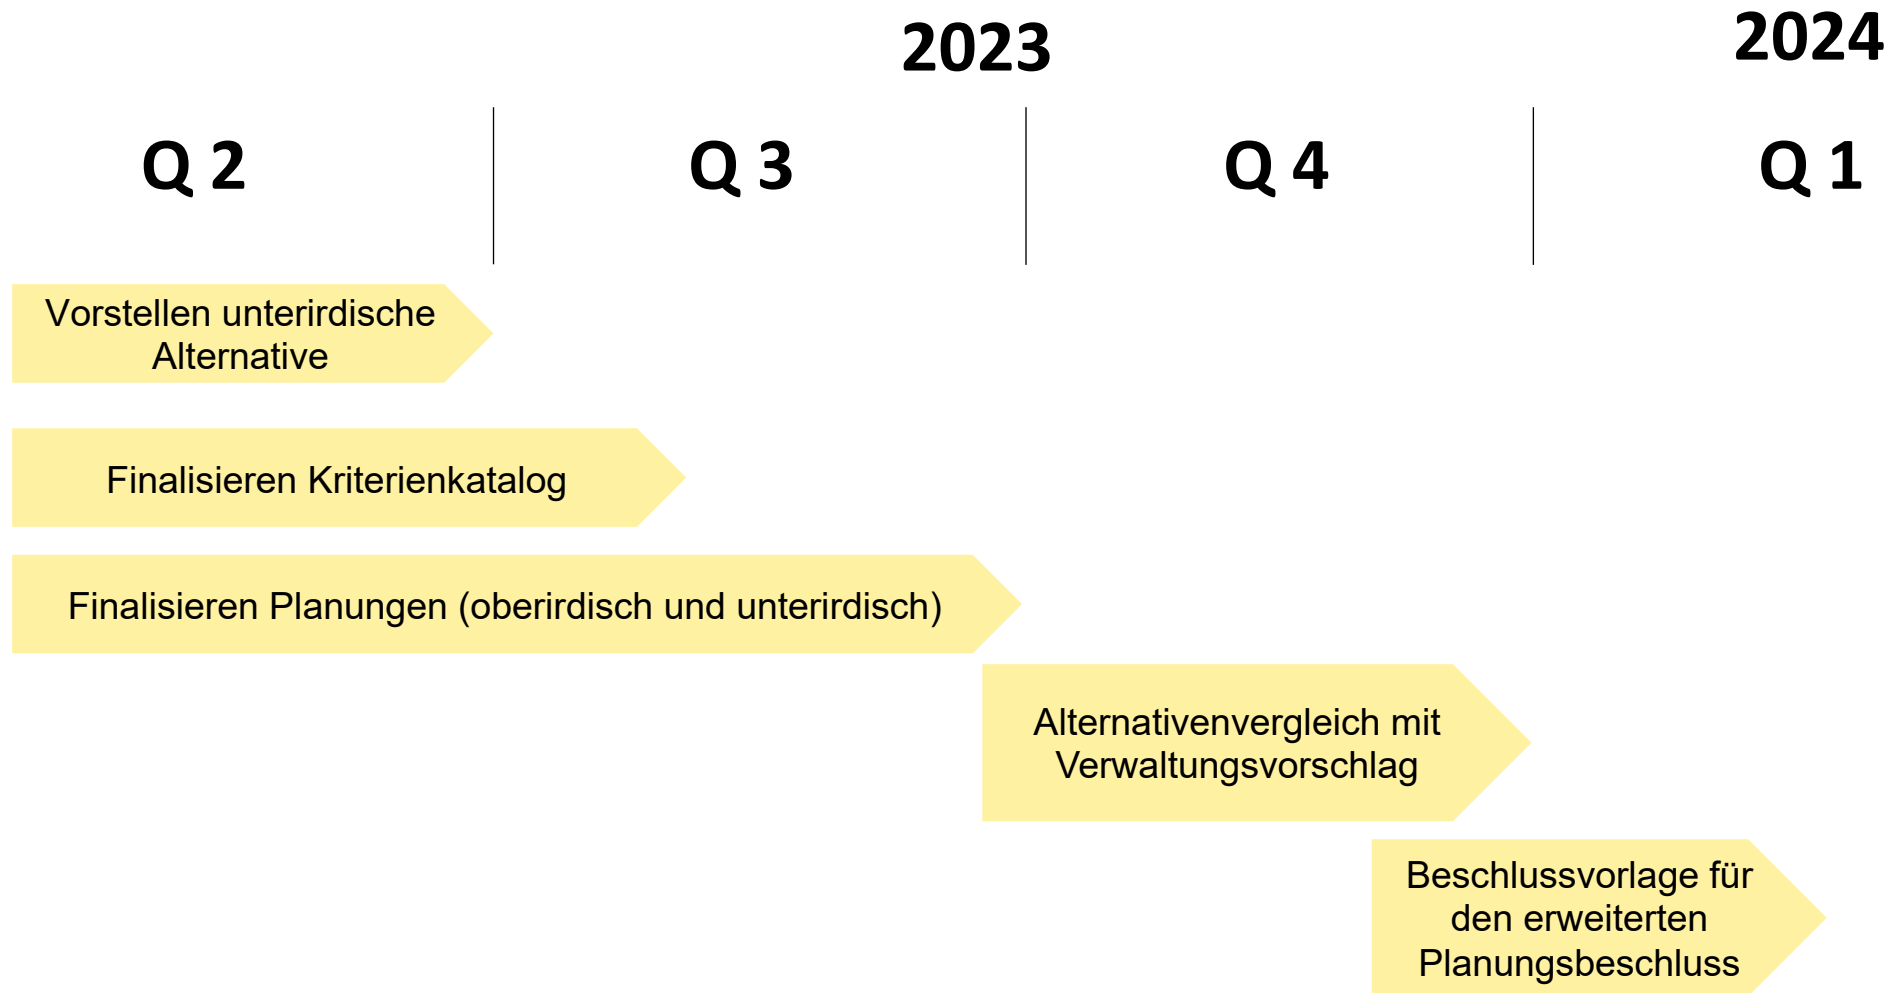 2023
2024
Q 2
Q 3
Q 4
Q 1
Vorstellen unterirdische
Alternative
Finalisieren Kriterienkatalog
Finalisieren Planungen (oberirdisch und unterirdisch)
Alternativenvergleich mit
Verwaltungsvorschlag
Beschlussvorlage für
den erweiterten
Planungsbeschluss